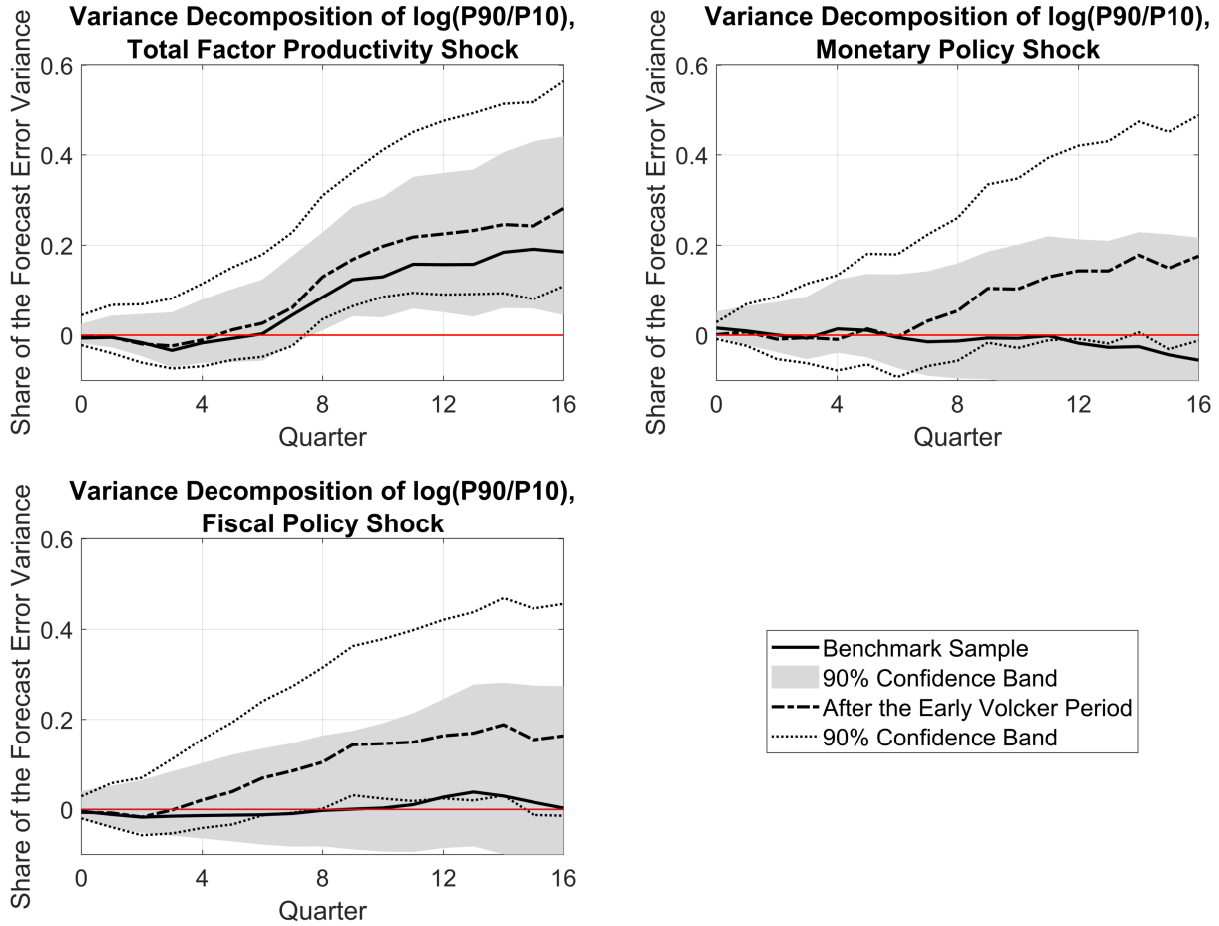 Variance Decomposition of log(P90/P10),
Total Factor Productivity Shock
Share of the Forecast Error Variance
0.6
0.4
0.2
0
0 4 8 12 16
Quarter
Variance Decomposition of log(P90/P10),
Monetary Policy Shock
Share of the Forecast Error Variance
0.6
0.4
0.2
0
0 4 8 12 16
Quarter
Variance Decomposition of log(P90/P10),
Fiscal Policy Shock
Share of the Forecast Error Variance
0.6
0.4
0.2
0
0 4 8 12 16
Quarter
Benchmark Sample
90% Confidence Band
After the Early Volcker Period
90% Confidence Band